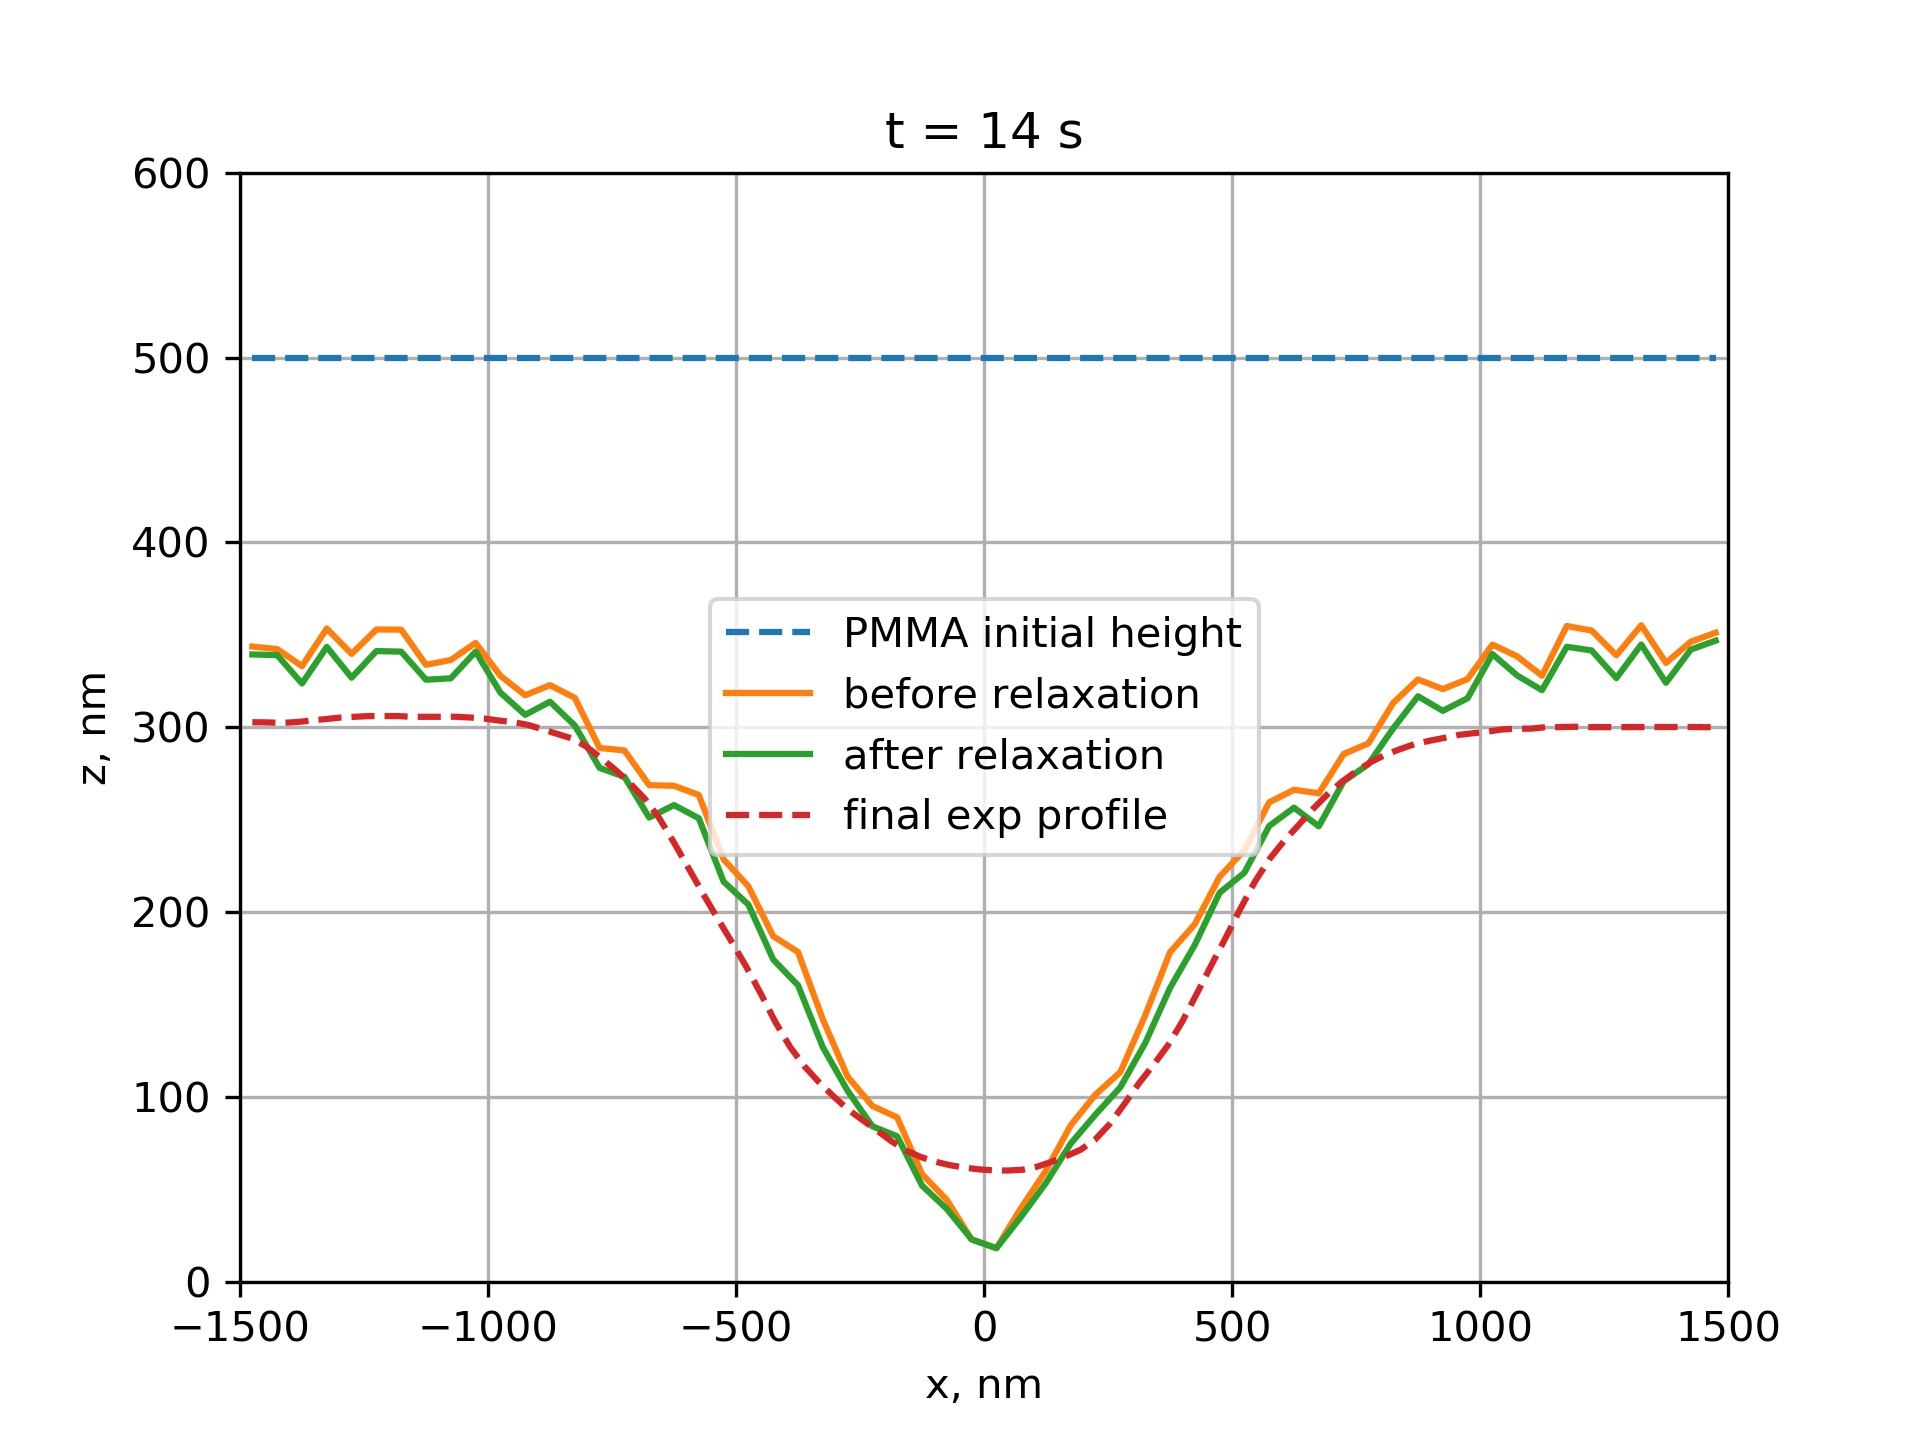 t = 14 s
600
500
400
300
200
100
0
z, nm
PMMA initial height
before relaxation
after relaxation
final exp profile
−1500 −1000 −500 0 500 1000 1500
x, nm